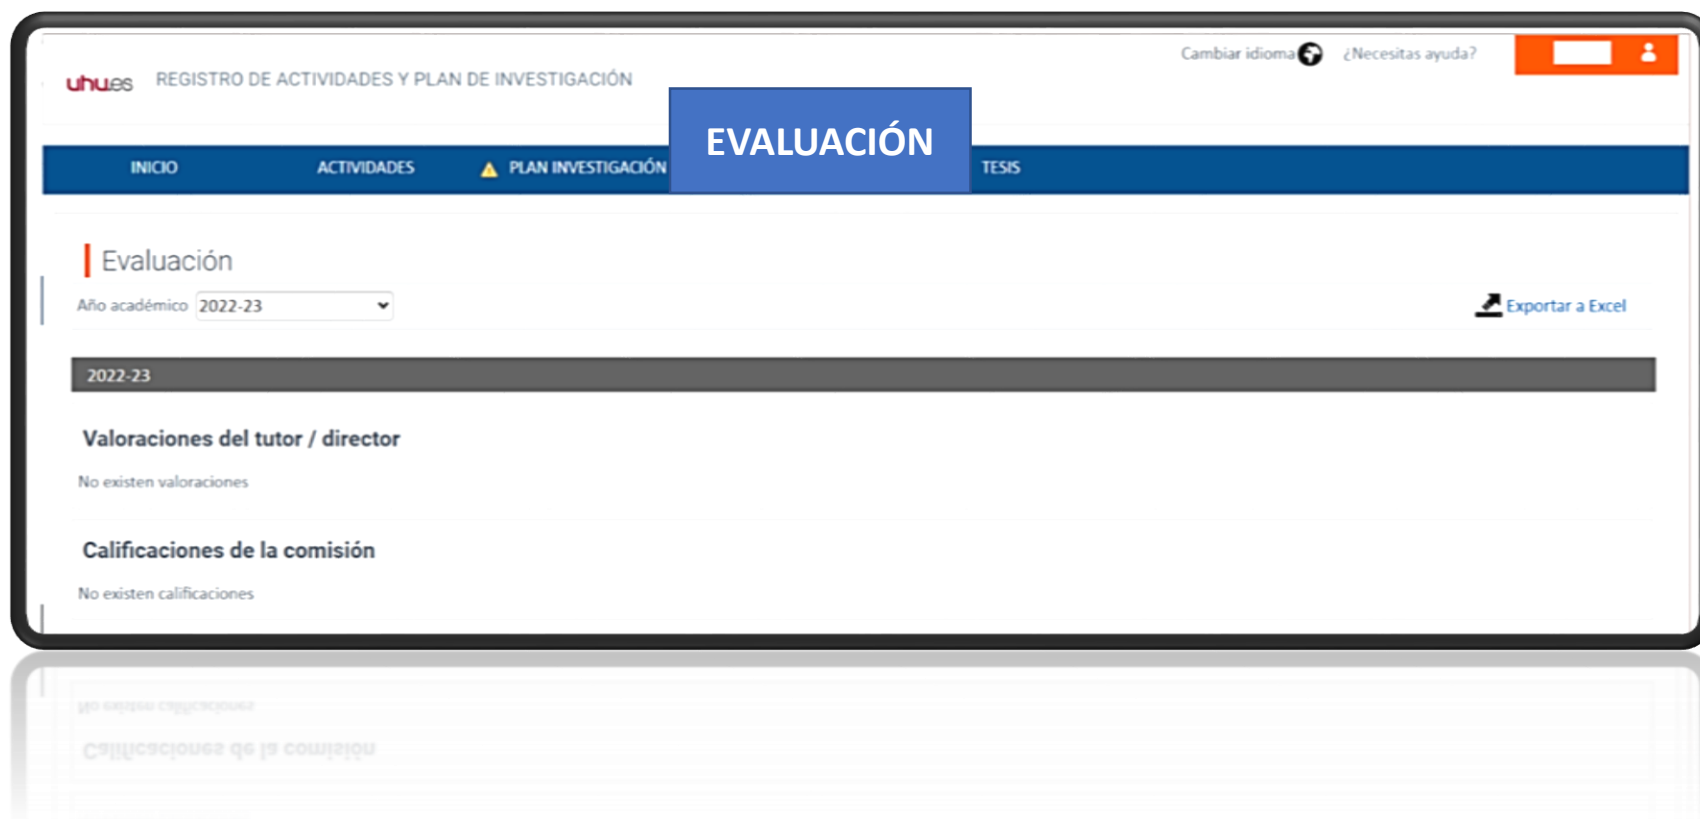 Cambiar idioma ¿Necesitas ayuda?
uhu.es REGISTRO DE ACTIVIDADES Y PLAN DE INVESTIGACIÓN
INICIO ACTIVIDADES PLAN INVESTIGACIÓN EVALUACIÓN TESIS
Evaluación
Año académico 2022-23
Exportar a Excel
2022-23
Valoraciones del tutor / director
No existen valoraciones
Calificaciones de la comisión
No existen calificaciones